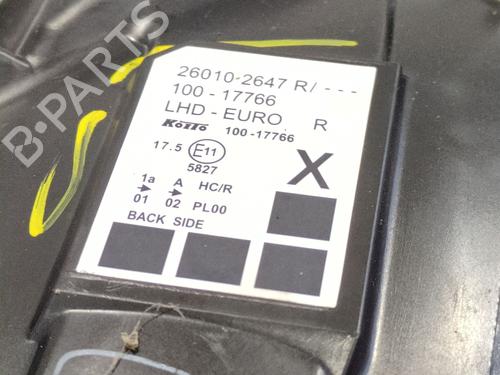 B-PARTS
26010-2647 R/ ---
100-17766
LHD - EURO R
Koito 100-17766
17.5 E11 X
5827
1a A HC/R
01 02 PL00
BACK SIDE